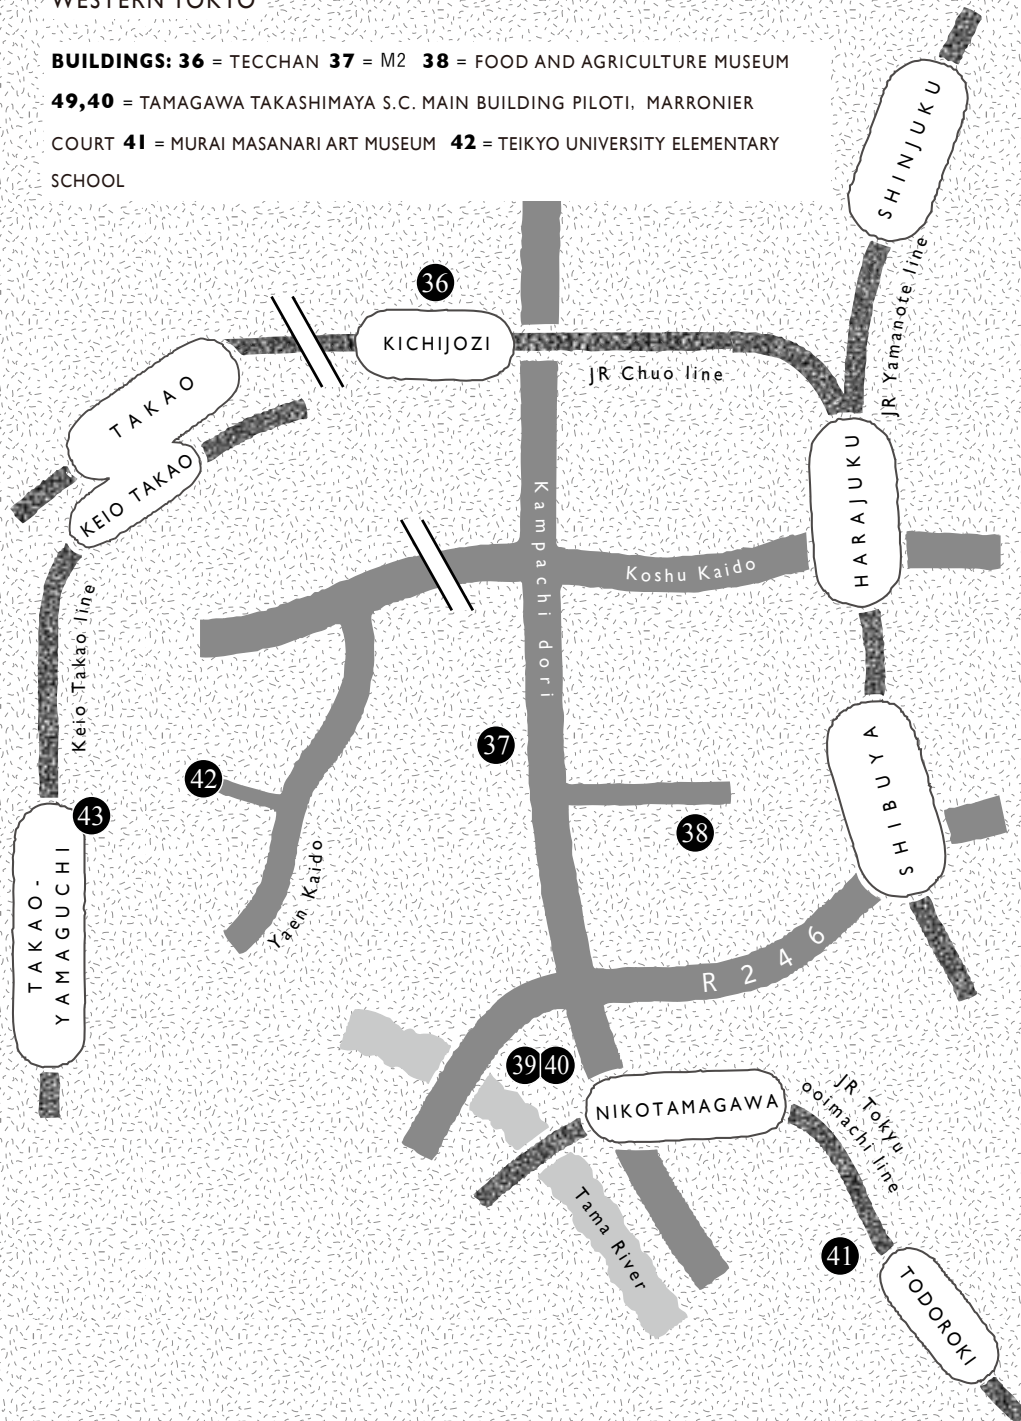 WESTERN TOKYO
BUILDINGS: 36 = TECCHAN 37 = M2 38 = FOOD AND AGRICULTURE MUSEUM
49,40 = TAMAGAWA TAKASHIMAYA S.C. MAIN BUILDING PILOTI, MARRONIER
COURT 41 = MURAI MASANARI ART MUSEUM 42 = TEIKYO UNIVERSITY ELEMENTARY
SCHOOL
SHINJUKU
JR Yamanote line
36
KICHIJOZI
JR Chuo line
TAKAO
KEIO TAKAO
HARAJUKU
Kampachi dori
Koshu Kaido
Keio Takao line
SHIBUYA
37
42
43
38
TAKAO-
YAMAGUCHI
Yaen Kaido
R 246
39
40
NIKOTAMAGAWA
JR Tokyu
ooimachi line
Tama River
41
TODOROKI